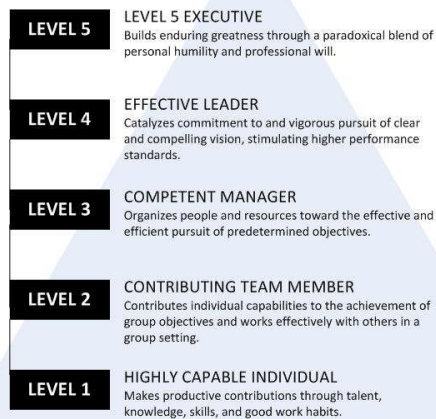 LEVEL 5
LEVEL 5 EXECUTIVE
Builds enduring greatness through a paradoxical blend of
personal humility and professional will.
LEVEL 4
EFFECTIVE LEADER
Catalyzes commitment to and vigorous pursuit of clear
and compelling vision, stimulating higher performance
standards.
LEVEL 3
COMPETENT MANAGER
Organizes people and resources toward the effective and
efficient pursuit of predetermined objectives.
LEVEL 2
CONTRIBUTING TEAM MEMBER
Contributes individual capabilities to the achievement of
group objectives and works effectively with others in a
group setting.
LEVEL 1
HIGHLY CAPABLE INDIVIDUAL
Makes productive contributions through talent,
knowledge, skills, and good work habits.